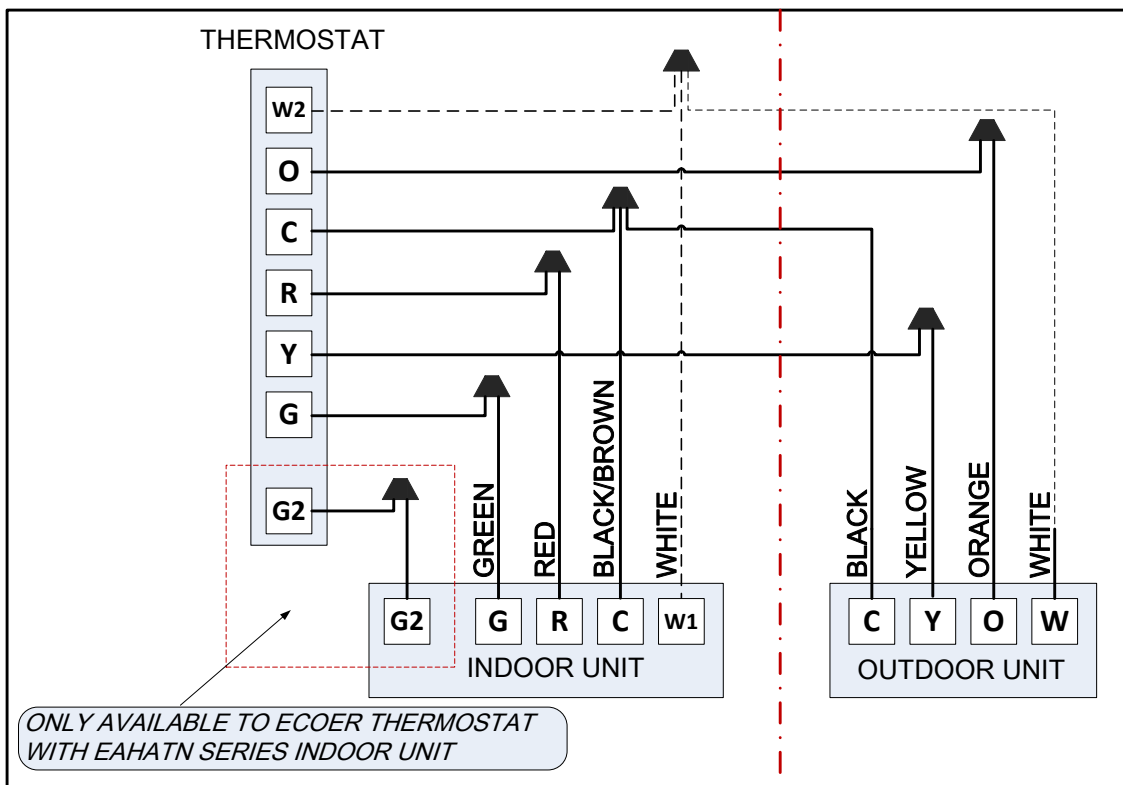 THERMOSTAT
W2
O
C
R
Y
G
G2
GREEN
RED
BLACK/BROWN
WHITE
BLACK
YELLOW
ORANGE
WHITE
G2 G R C W1
INDOOR UNIT
C Y O W
OUTDOOR UNIT
ONLY AVAILABLE TO ECOER THERMOSTAT
WITH EAHATN SERIES INDOOR UNIT